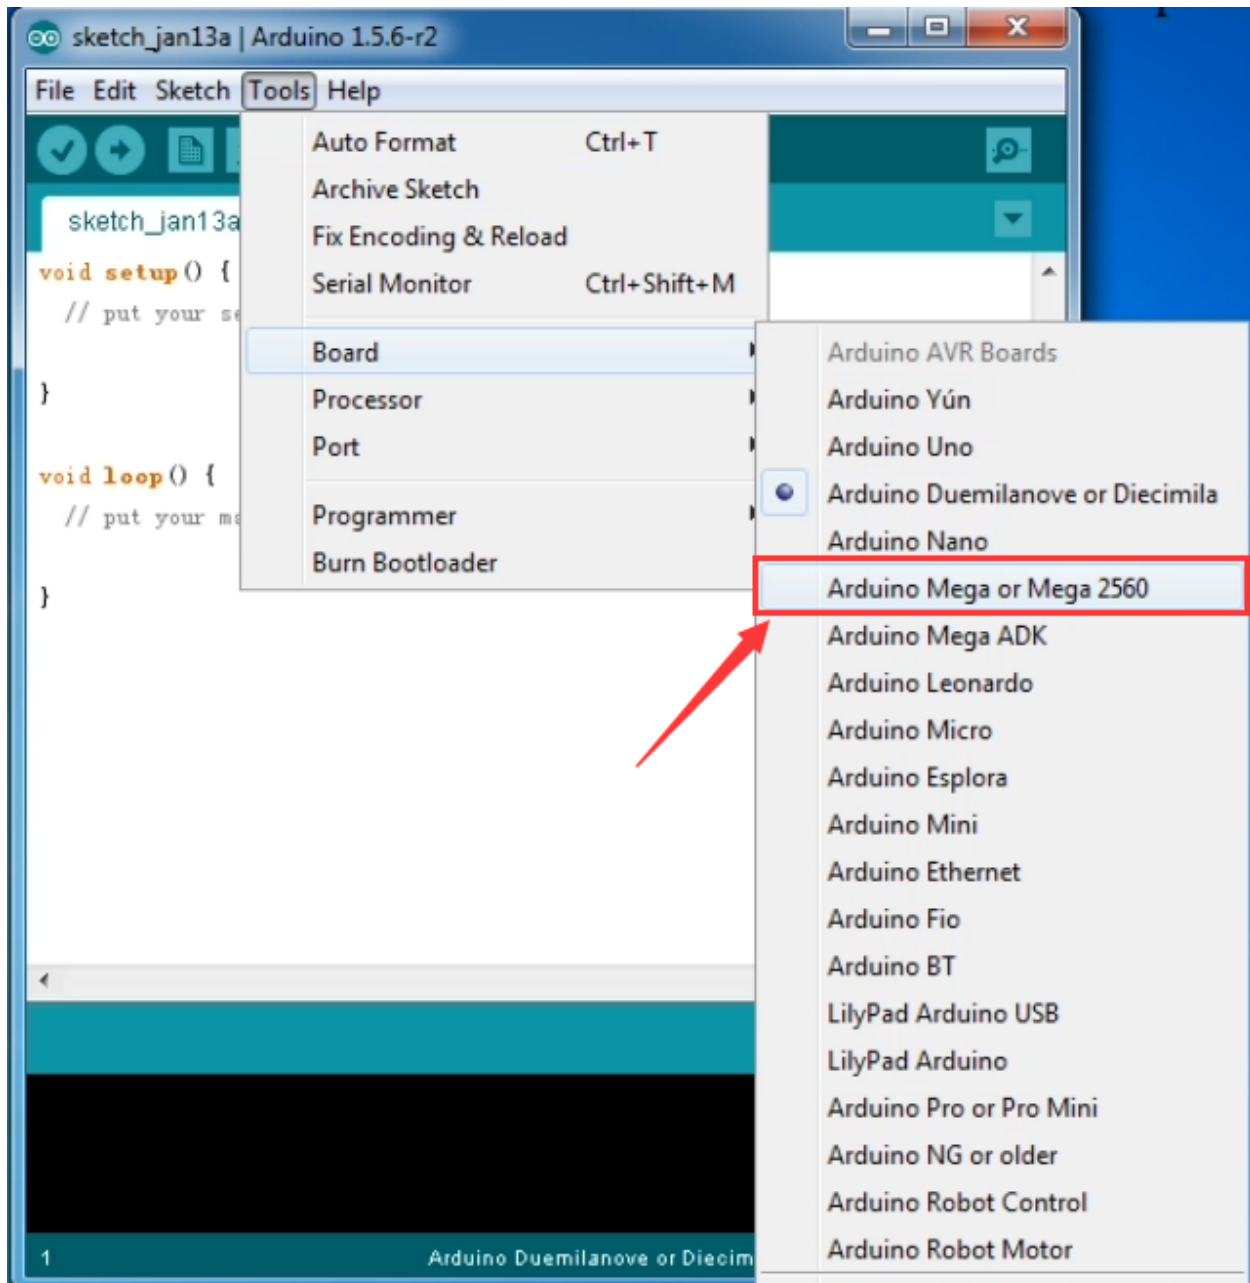 sketch_jan13a | Arduino 1.5.6-r2
File Edit Sketch Tools Help
Auto Format Ctrl+T
Archive Sketch
sketch_jan13a
Fix Encoding & Reload
void setup() {
Serial Monitor Ctrl+Shift+M
// put your
Board
Processor
Port
Programmer
Burn Bootloader
}
void loop() {
// put your
}
Arduino AVR Boards
Arduino Yún
Arduino Uno
Arduino Duemilanove or Diecimila
Arduino Nano
Arduino Mega or Mega 2560
Arduino Mega ADK
Arduino Leonardo
Arduino Micro
Arduino Esplora
Arduino Mini
Arduino Ethernet
Arduino Fio
Arduino BT
LilyPad Arduino USB
LilyPad Arduino
Arduino Pro or Pro Mini
Arduino NG or older
Arduino Robot Control
Arduino Robot Motor
1 Arduino Duemilanove or Diecim